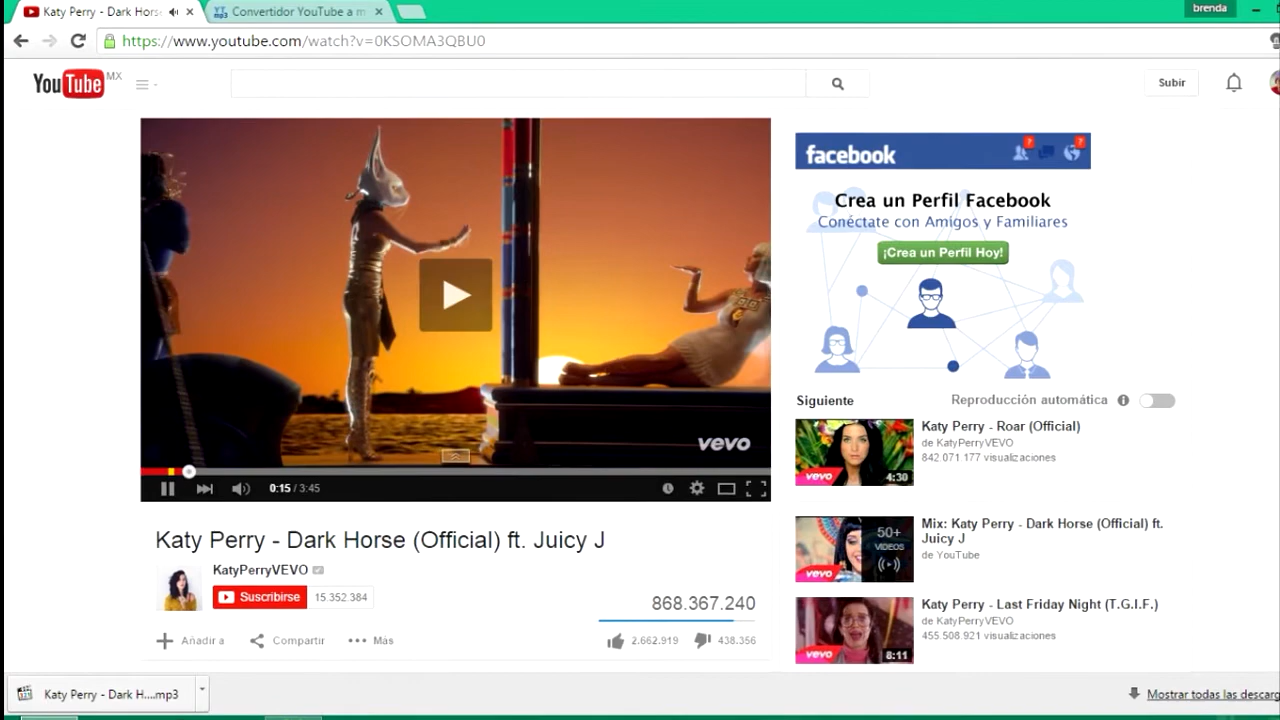 Katy Perry - Dark Hors
Convertidor YouTube a m
brenda
https://www.youtube.com/watch?v=0KSOMA3QBU0
YouTube MX
Subir
facebook
Crea un Perfil Facebook
Conéctate con Amigos y Familiares
¡Crea un Perfil Hoy!
vevo
0:15 / 3:45
Siguiente
Reproducción automática
Katy Perry - Roar (Official)
de KatyPerryVEVO
842.071.177 visualizaciones
vevo
4:30
Mix: Katy Perry - Dark Horse (Official) ft.
Juicy J
de YouTube
50+
VIDEOS
vevo
Katy Perry - Last Friday Night (T.G.I.F.)
de KatyPerryVEVO
455.508.921 visualizaciones
vevo
8:11
Katy Perry - Dark Horse (Official) ft. Juicy J
KatyPerryVEVO
Suscribirse
15.352.384
868.367.240
Añadir a
Compartir
Más
2.662.919
438.356
Katy Perry - Dark H....mp3
Mostrar todas las descarg